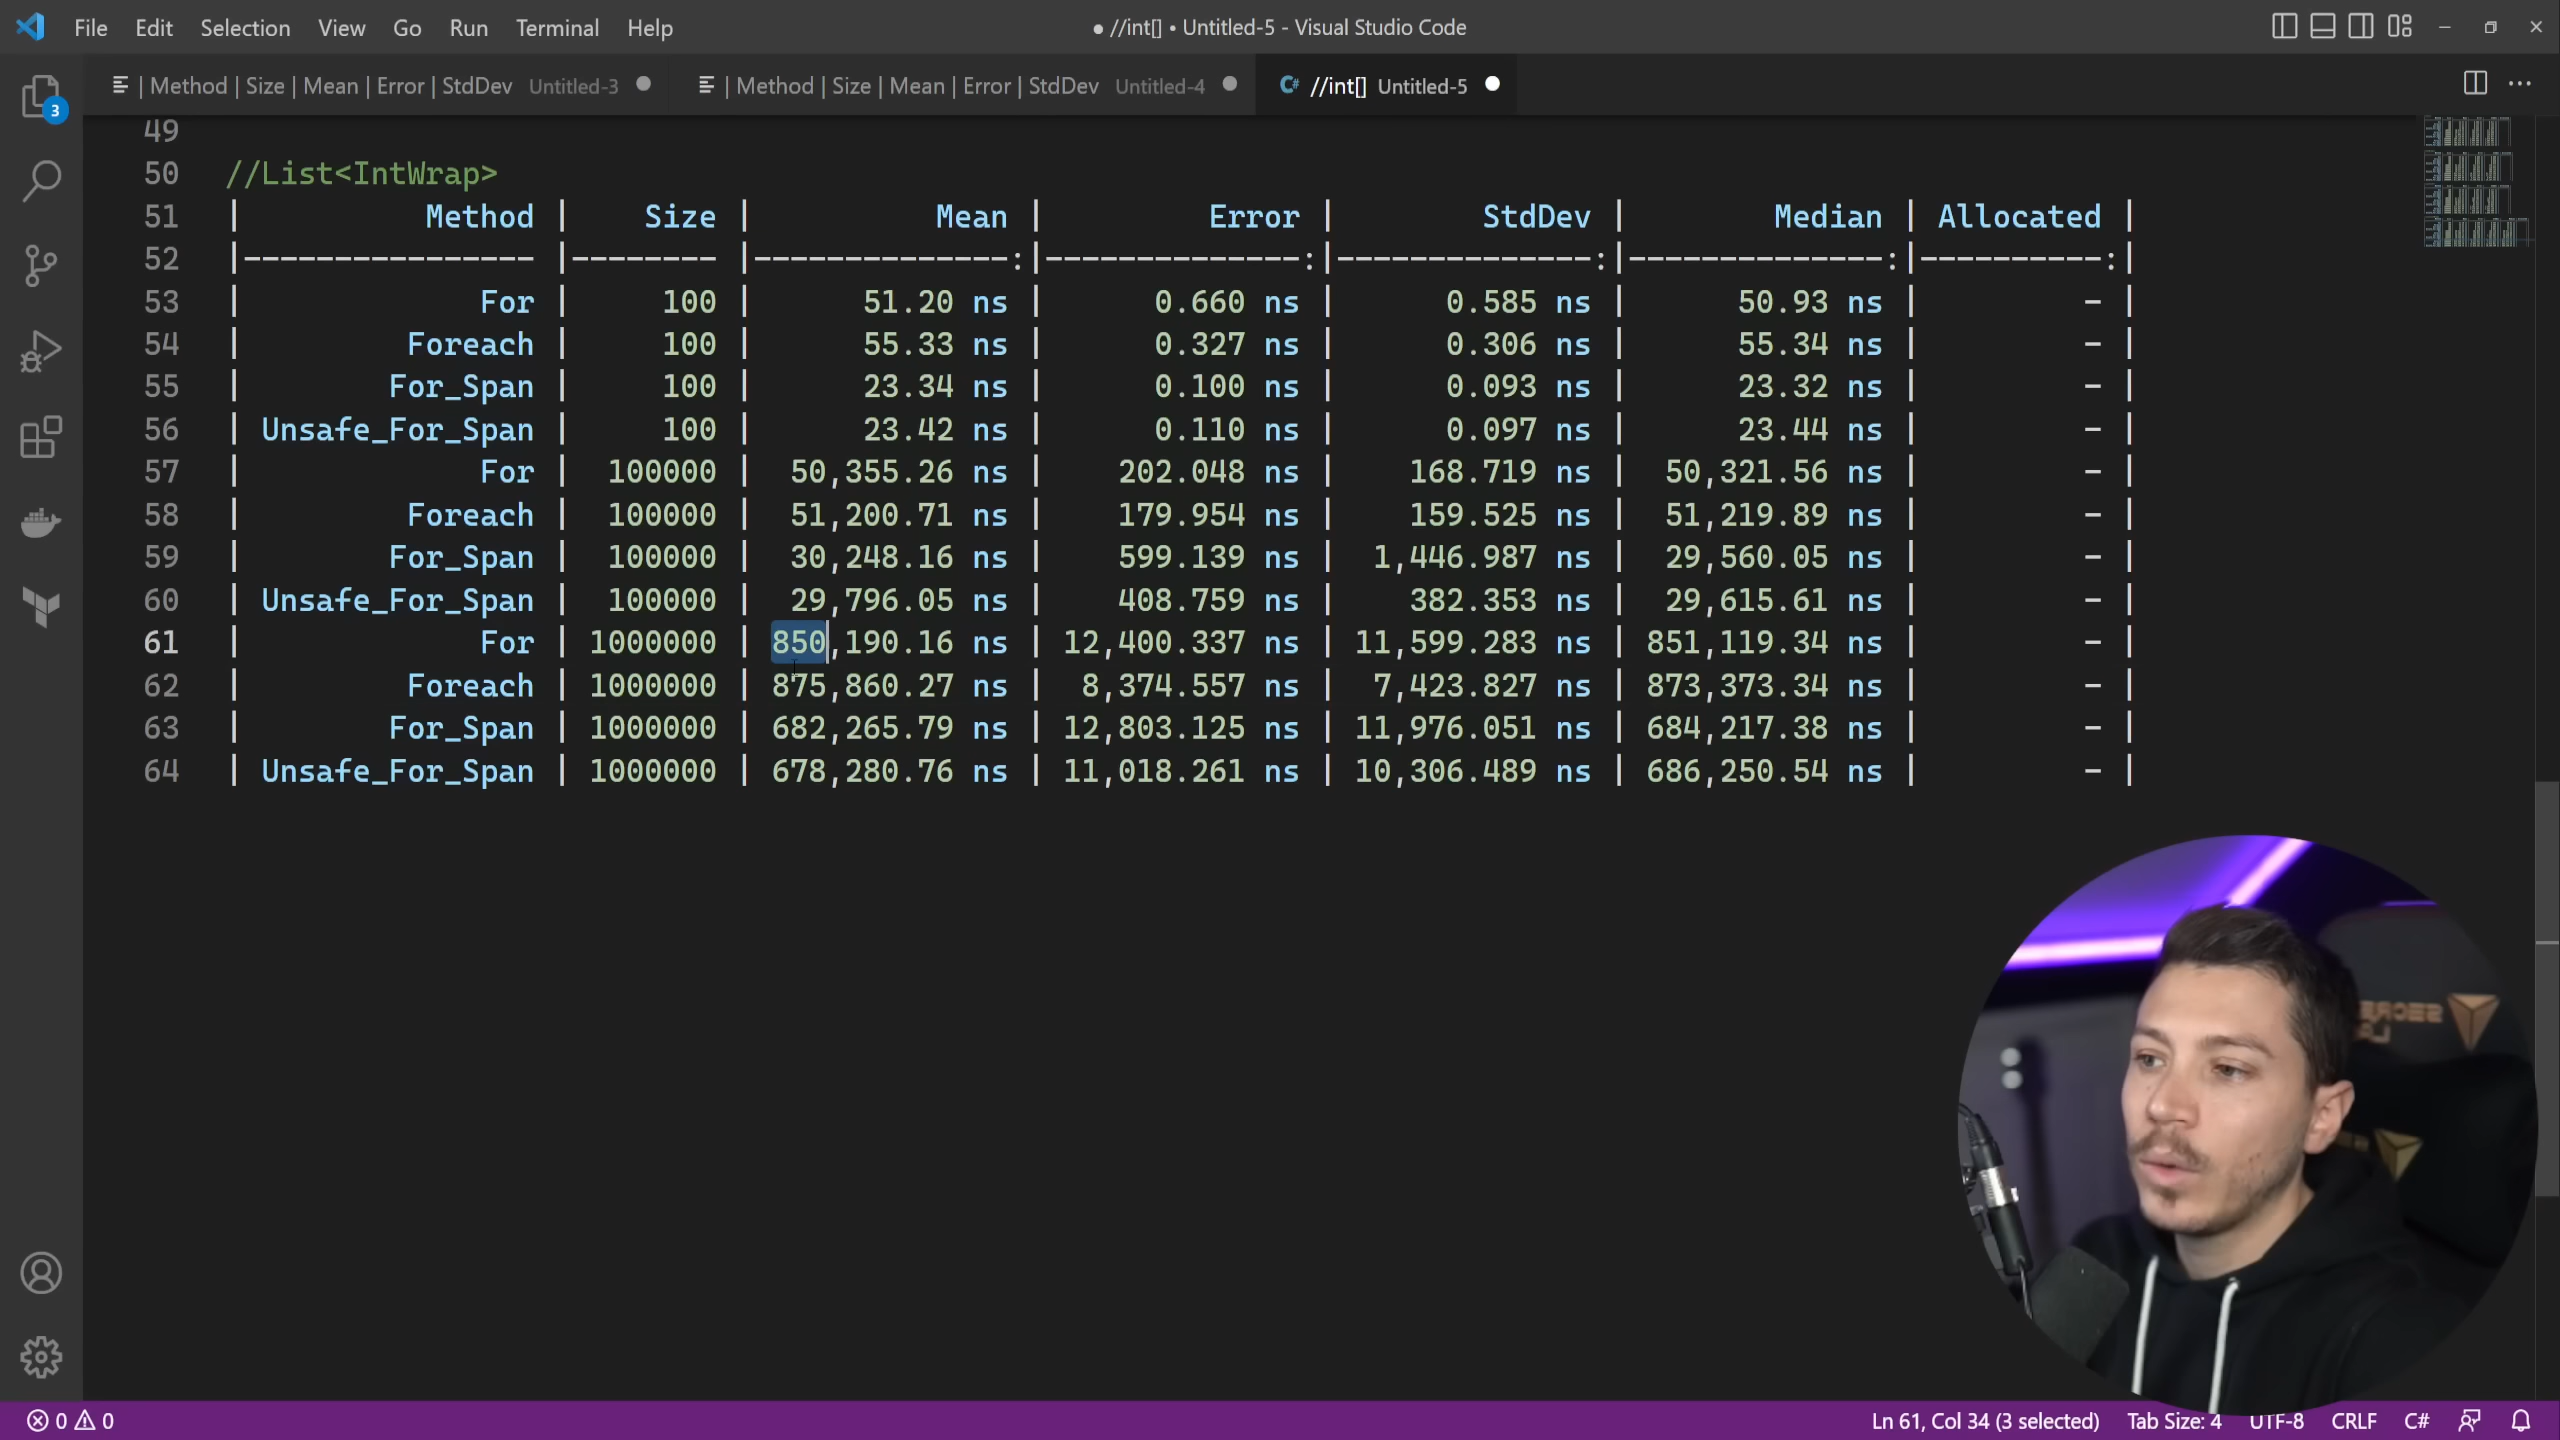 File Edit Selection View Go Run Terminal Help
● //int[] • Untitled-5 - Visual Studio Code
| Method | Size | Mean | Error | StdDev Untitled-3
| Method | Size | Mean | Error | StdDev Untitled-4
C# //int[] Untitled-5
3
49
50 //List<IntWrap>
51 | Method | Size | Mean | Error | StdDev | Median | Allocated |
52 |---------------- |-------- |--------------:|--------------:|--------------:|--------------:|----------:|
53 | For | 100 | 51.20 ns | 0.660 ns | 0.585 ns | 50.93 ns | - |
54 | Foreach | 100 | 55.33 ns | 0.327 ns | 0.306 ns | 55.34 ns | - |
55 | For_Span | 100 | 23.34 ns | 0.100 ns | 0.093 ns | 23.32 ns | - |
56 | Unsafe_For_Span | 100 | 23.42 ns | 0.110 ns | 0.097 ns | 23.44 ns | - |
57 | For | 100000 | 50,355.26 ns | 202.048 ns | 168.719 ns | 50,321.56 ns | - |
58 | Foreach | 100000 | 51,200.71 ns | 179.954 ns | 159.525 ns | 51,219.89 ns | - |
59 | For_Span | 100000 | 30,248.16 ns | 599.139 ns | 1,446.987 ns | 29,560.05 ns | - |
60 | Unsafe_For_Span | 100000 | 29,796.05 ns | 408.759 ns | 382.353 ns | 29,615.61 ns | - |
61 | For | 1000000 | 850,190.16 ns | 12,400.337 ns | 11,599.283 ns | 851,119.34 ns | - |
62 | Foreach | 1000000 | 875,860.27 ns | 8,374.557 ns | 7,423.827 ns | 873,373.34 ns | - |
63 | For_Span | 1000000 | 682,265.79 ns | 12,803.125 ns | 11,976.051 ns | 684,217.38 ns | - |
64 | Unsafe_For_Span | 1000000 | 678,280.76 ns | 11,018.261 ns | 10,306.489 ns | 686,250.54 ns | - |
0 0
Ln 61, Col 34 (3 selected) Tab Size: 4 UTF-8 CRLF C#